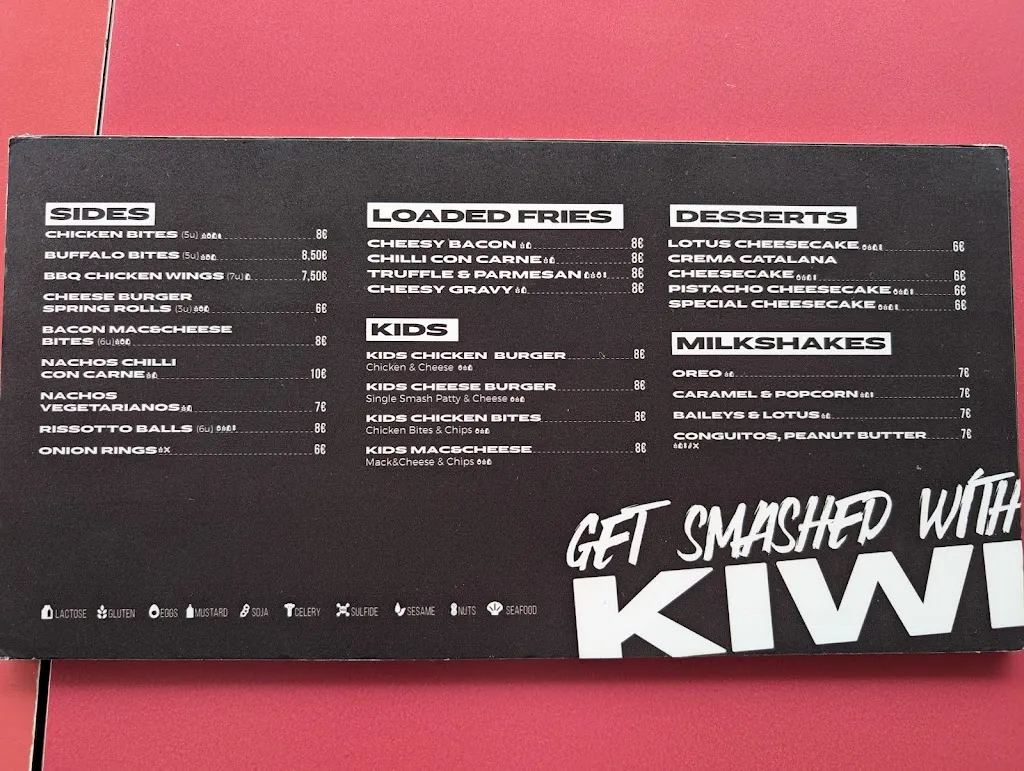 SIDES
CHICKEN BITES (5u) 8€
BUFFALO BITES (5u) 8,50€
BBQ CHICKEN WINGS (7u) 7,50€
CHEESE BURGER
SPRING ROLLS (3u) 6€
BACON MAC&CHEESE
BITES (6u) 8€
NACHOS CHILLI
CON CARNE 10€
NACHOS
VEGETARIANOS 7€
RISSOTTO BALLS (6u) 8€
ONION RINGS 6€
LOADED FRIES
CHEESY BACON 8€
CHILLI CON CARNE 8€
TRUFFLE & PARMESAN 8€
CHEESY GRAVY 8€
KIDS
KIDS CHICKEN BURGER 8€
Chicken & Cheese
KIDS CHEESE BURGER 8€
Single Smash Patty & Cheese
KIDS CHICKEN BITES 8€
Chicken Bites & Chips
KIDS MAC&CHEESE 8€
Mack&Cheese & Chips
DESSERTS
LOTUS CHEESECAKE 6€
CREMA CATALANA
CHEESECAKE 6€
PISTACHO CHEESECAKE 6€
SPECIAL CHEESECAKE 6€
MILKSHAKES
OREO 7€
CARAMEL & POPCORN 7€
BAILEYS & LOTUS 7€
CONGUITOS, PEANUT BUTTER 7€
GET SMASHED WITH
KIWI
LACTOSE GLUTEN EGGS MUSTARD SOJA CELERY SULFIDE SESAME NUTS SEAFOOD